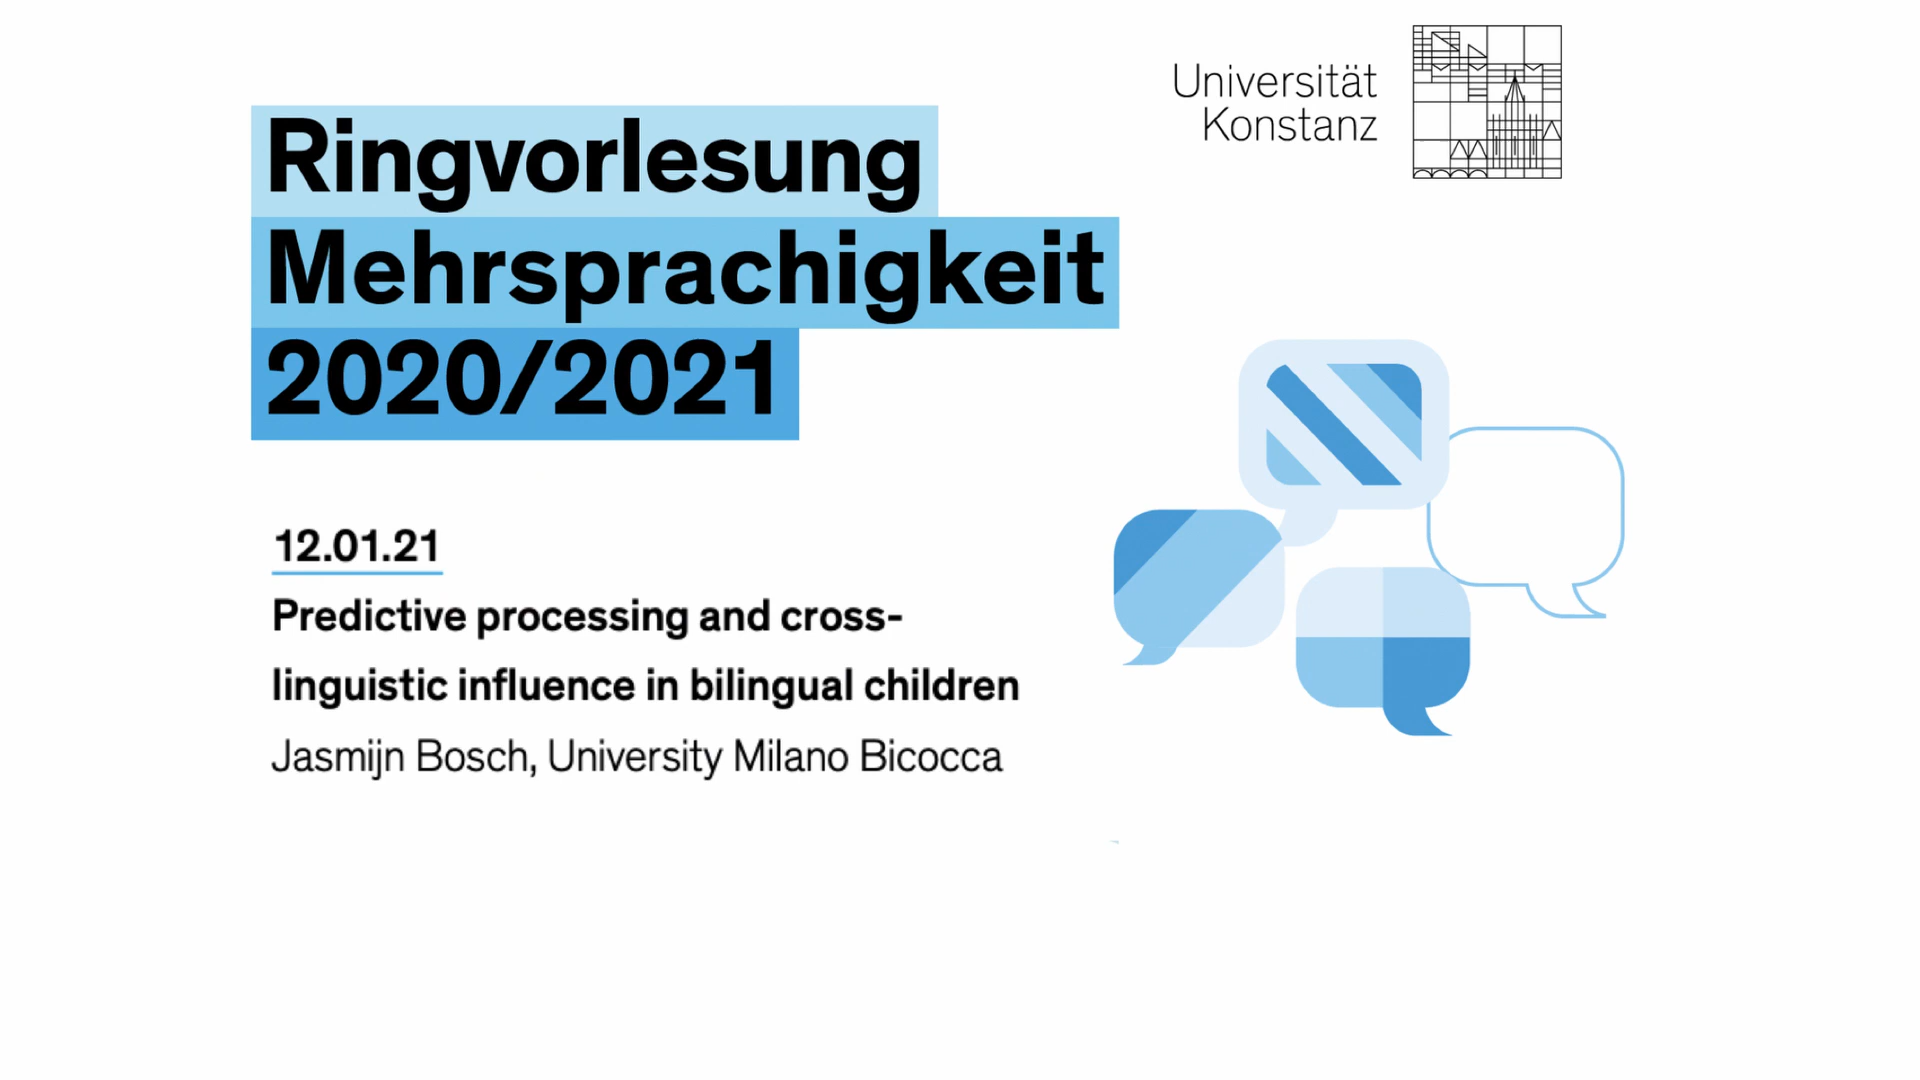 Universität
Konstanz
Ringvorlesung
Mehrsprachigkeit
2020/2021
12.01.21
Predictive processing and cross-
linguistic influence in bilingual children
Jasmijn Bosch, University Milano Bicocca